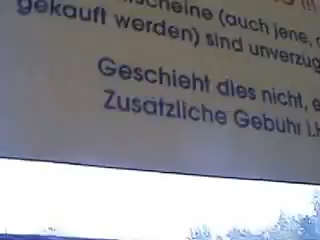 scheine (auch jene,
gekauft werden) sind unverzüg
Geschieht dies nicht, e
Zusätzliche Gebühr i.H